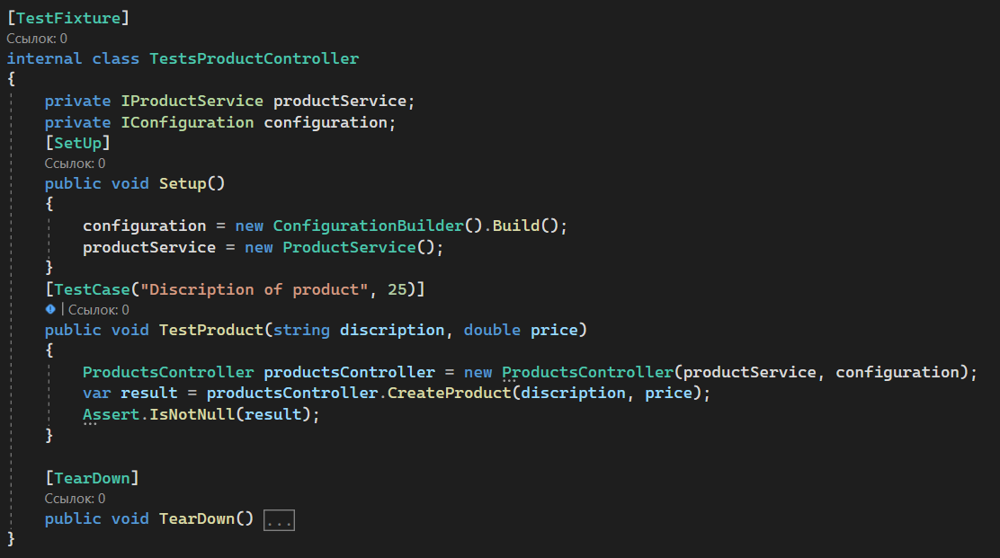 [TestFixture]
Ссылок: 0
internal class TestsProductController
{
private IProductService productService;
private IConfiguration configuration;
[SetUp]
Ссылок: 0
public void Setup()
{
configuration = new ConfigurationBuilder().Build();
productService = new ProductService();
}
[TestCase("Discription of product", 25)]
| Ссылок: 0
public void TestProduct(string discription, double price)
{
ProductsController productsController = new ProductsController(productService, configuration);
var result = productsController.CreateProduct(discription, price);
Assert.IsNotNull(result);
}
[TearDown]
Ссылок: 0
public void TearDown() ...
}